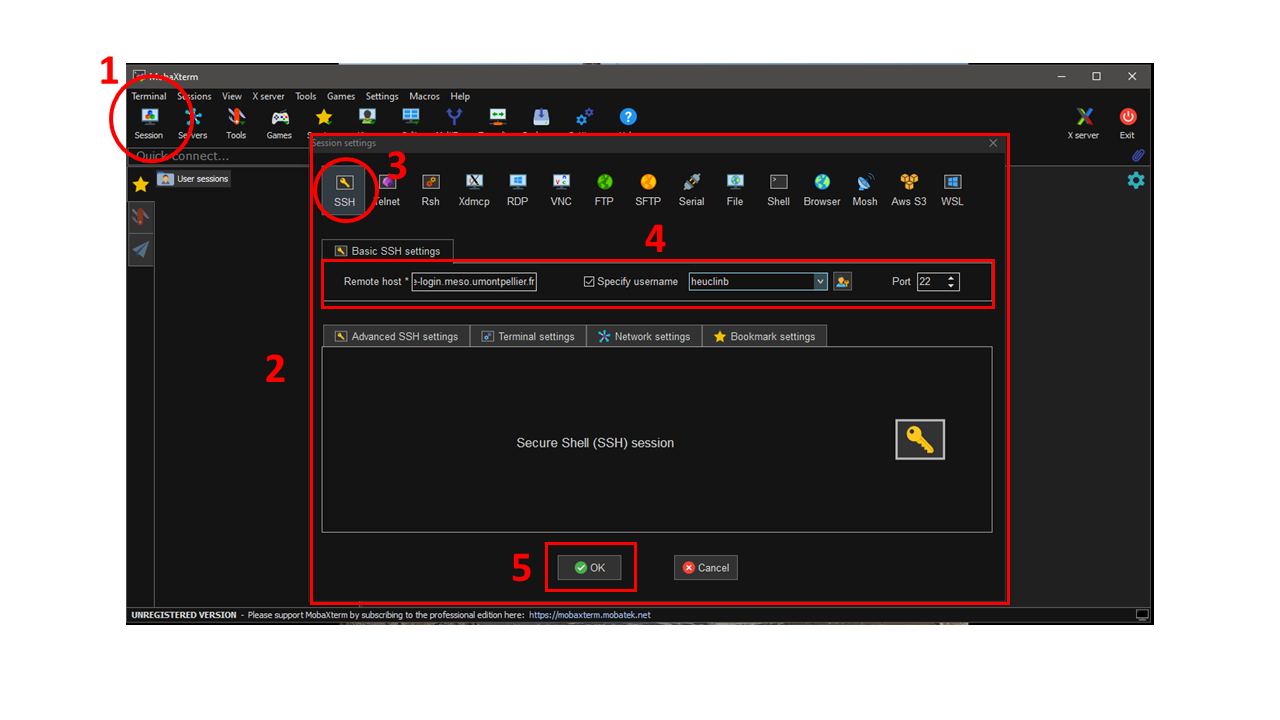 1
MobaXterm
Terminal Sessions View X server Tools Games Settings Macros Help
Session Servers Tools Games X server Exit
Quick connect...
Session settings
User sessions
3
SSH Telnet Rsh Xdmcp RDP VNC FTP SFTP Serial File Shell Browser Mosh Aws S3 WSL
4
Basic SSH settings
Remote host * e-login.meso.umontpellier.fr Specify username heuclinb Port 22
Advanced SSH settings Terminal settings Network settings Bookmark settings
2
Secure Shell (SSH) session
5
OK Cancel
UNREGISTERED VERSION - Please support MobaXterm by subscribing to the professional edition here: https://mobaxterm.mobatek.net